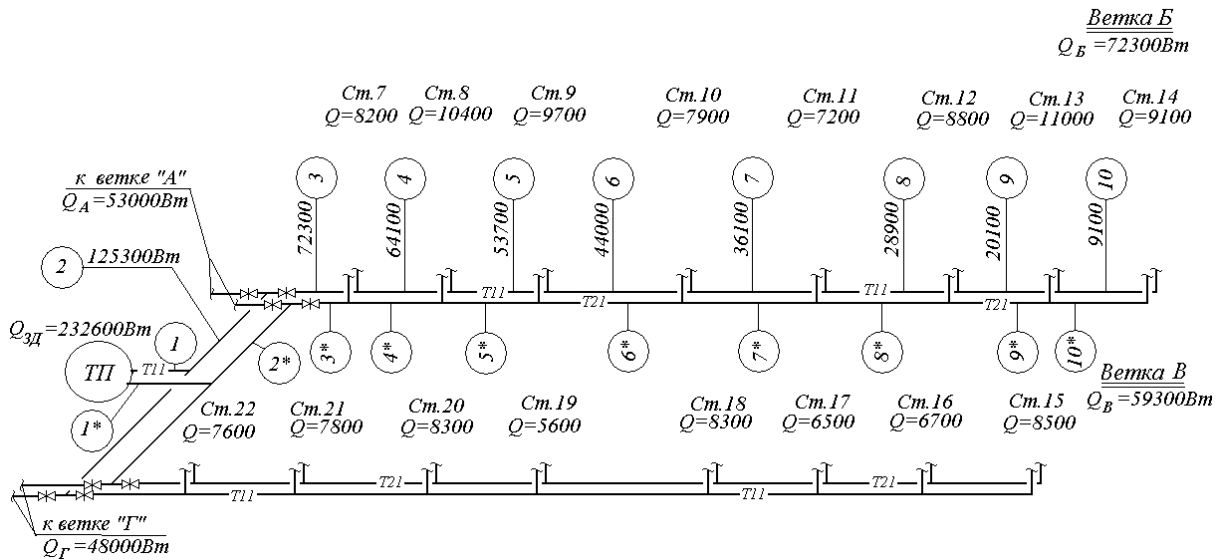 Ветка Б
Q Б =72300Вт
Ст.7
Q=8200
Ст.8
Q=10400
Ст.9
Q=9700
Ст.10
Q=7900
Ст.11
Q=7200
Ст.12
Q=8800
Ст.13
Q=11000
Ст.14
Q=9100
3
4
5
6
7
8
9
10
к ветке "А"
Q А =53000Вт
72300
64100
53700
44000
36100
28900
20100
9100
2
125300Вт
Т11
Т11
Т21
Т21
Q ЗД =232600Вт
1
ТП
Т11
2*
3*
4*
5*
6*
7*
8*
9*
10*
1*
Ветка В
Q В =59300Вт
Ст.22
Q=7600
Ст.21
Q=7800
Ст.20
Q=8300
Ст.19
Q=5600
Ст.18
Q=8300
Ст.17
Q=6500
Ст.16
Q=6700
Ст.15
Q=8500
Т21
Т21
Т11
Т11
к ветке "Г"
Q Г =48000Вт